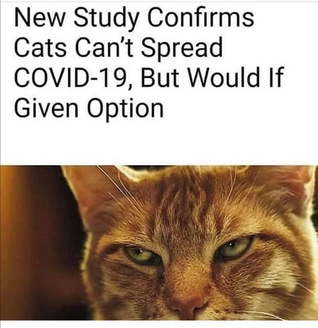 New Study Confirms
Cats Can’t Spread
COVID-19, But Would If
Given Option